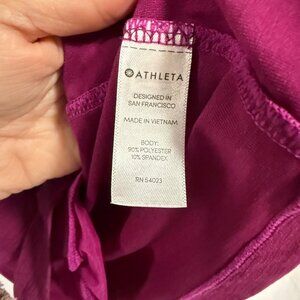 ATHLETA
DESIGNED IN
SAN FRANCISCO
MADE IN VIETNAM
BODY:
90% POLYESTER
10% SPANDEX
RN 54023